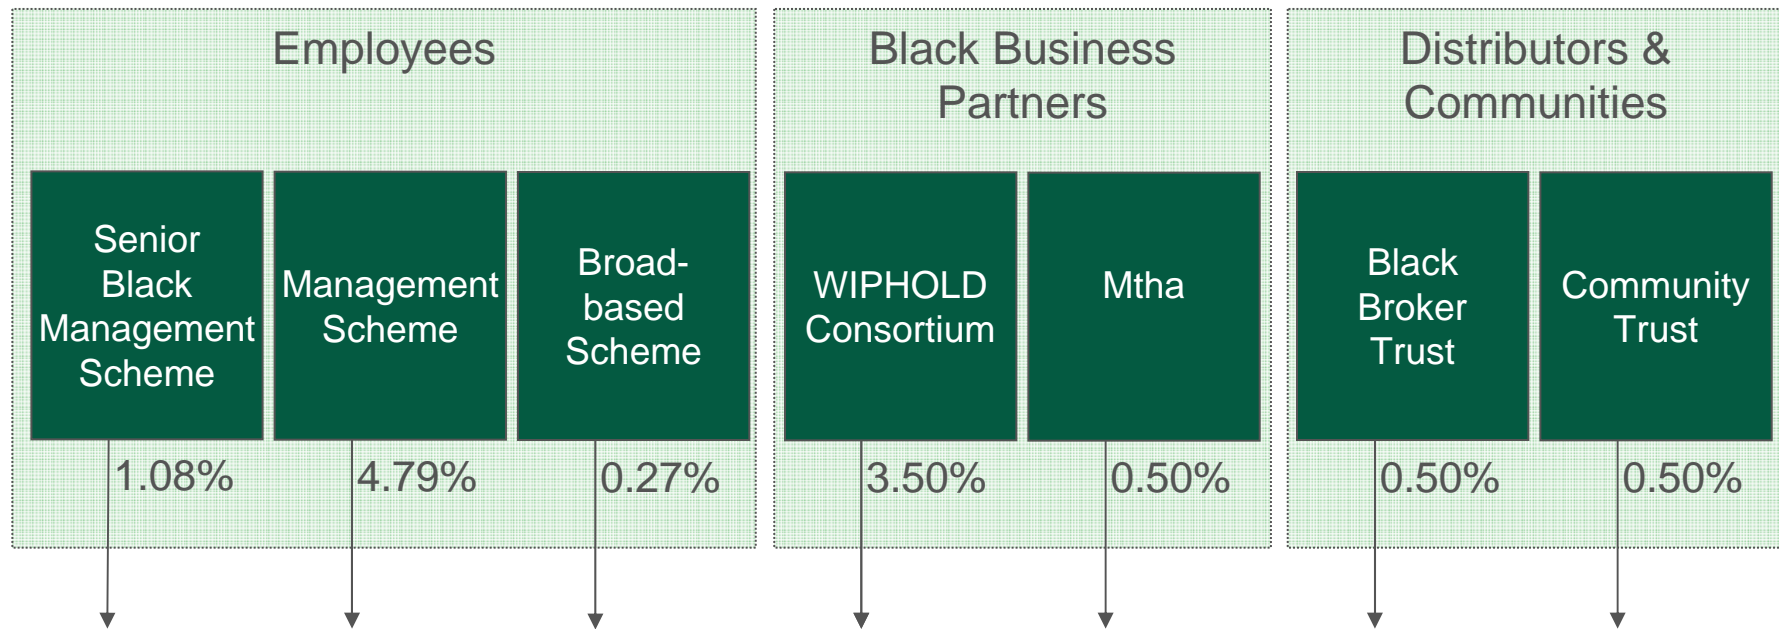 Employees
Senior
Black
Management
Scheme
Management
Scheme
Broad-
based
Scheme
1.08%
4.79%
0.27%
Black Business
Partners
WIPHOLD
Consortium
Mtha
3.50%
0.50%
Distributors &
Communities
Black
Broker
Trust
Community
Trust
0.50%
0.50%